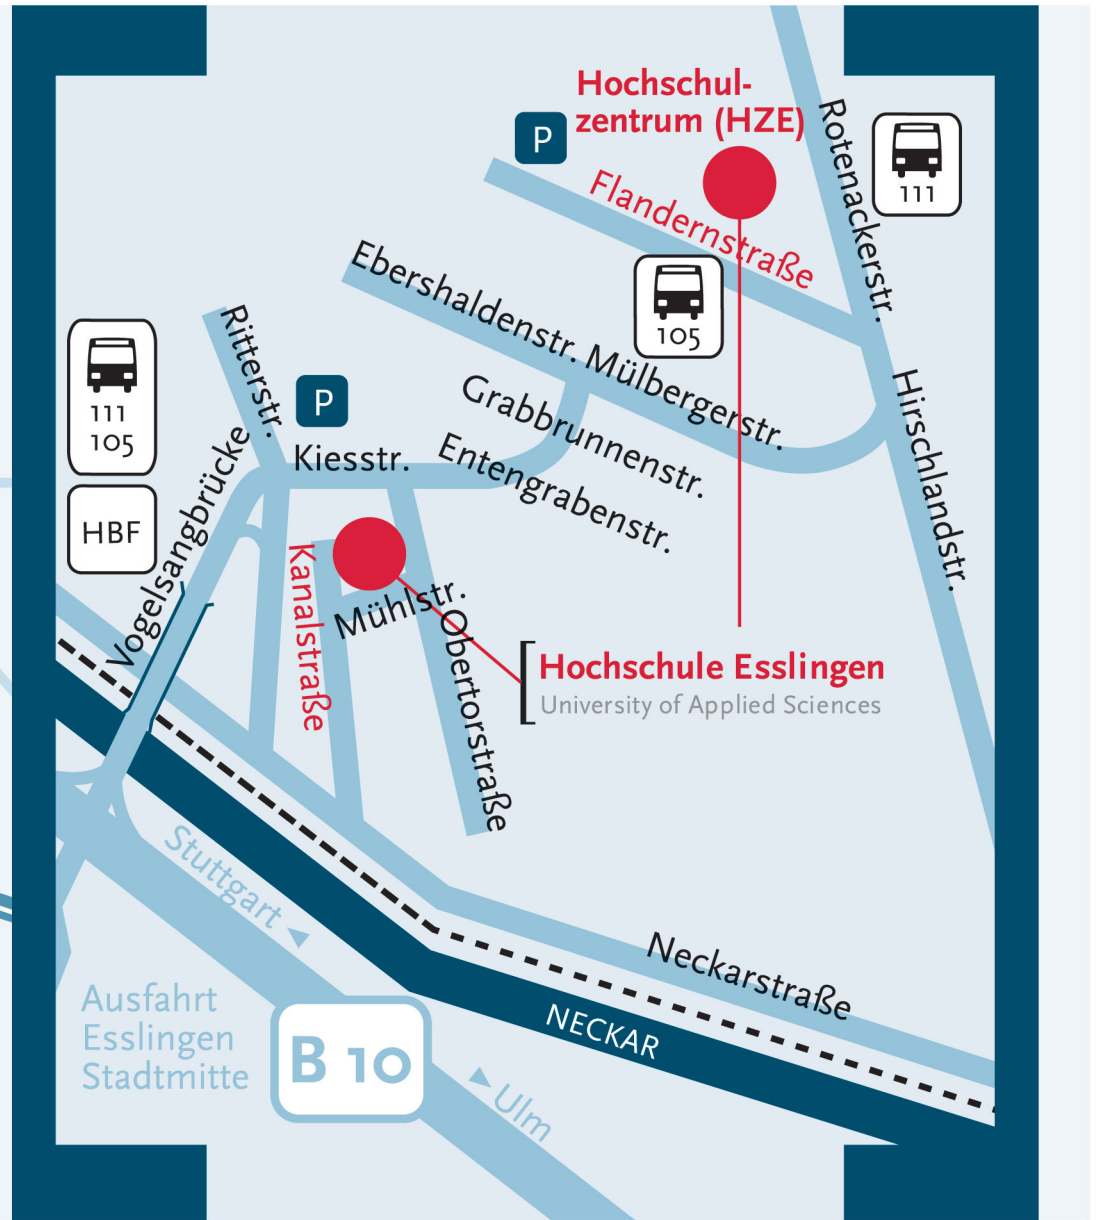 Hochschul-
zentrum (HZE)
P
Flandernstraße
Rotenackerstr.
111
105
Ebershaldenstr.
Mülbergerstr.
Hirschlandstr.
Ritterstr.
P
111
105
HBF
Kiesstr.
Grabbrunnenstr.
Entengrabenstr.
Vogelsangbrücke
Kanalstraße
Mühlstr.
Obertorstraße
Hochschule Esslingen
University of Applied Sciences
Stuttgart
Neckarstraße
NECKAR
Ausfahrt
Esslingen
Stadtmitte
B 10
Ulm